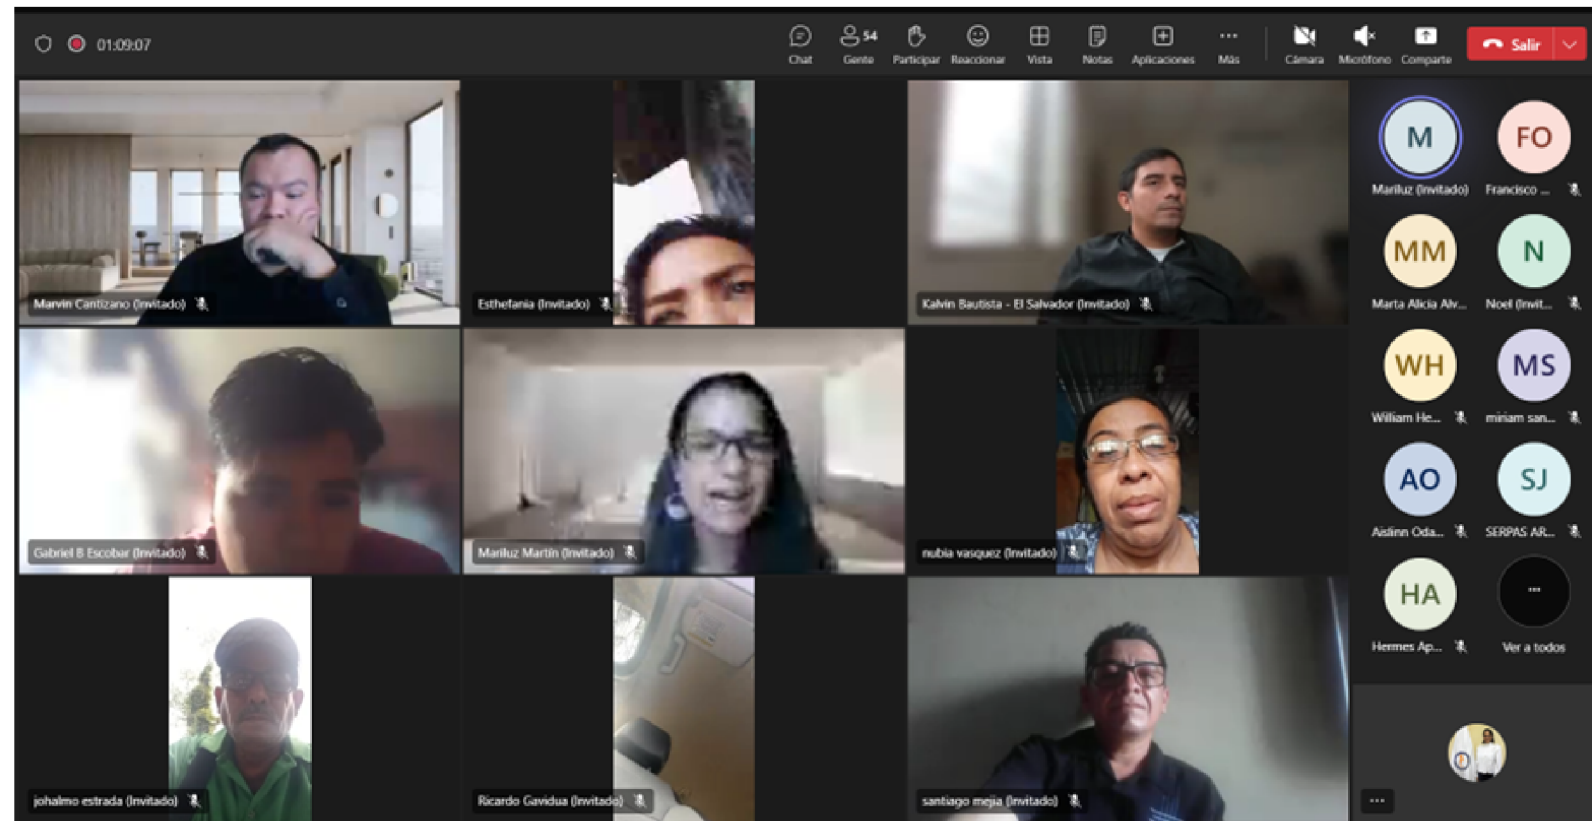 01:09:07
54
Chat Gente Participar Reaccionar Vista Notas Aplicaciones Más Cámara Micrófono Comparte Salir
Marvin Cantizano (Invitado)
Esthefania (Invitado)
Kalvin Bautista - El Salvador (Invitado)
Gabriel B Escobar (Invitado)
Mariluz Martín (Invitado)
nubia vasquez (Invitado)
johalmo estrada (Invitado)
Ricardo Gavidua (Invitado)
santiago mejia (Invitado)
M FO
Mariluz (Invitado) Francisco ...
MM N
Marta Alicia Alv... Noel (Invit...
WH MS
William He... miriam san...
AO SJ
Aislinn Oda... SERPAS AR...
HA ...
Hermes Ap... Ver a todos